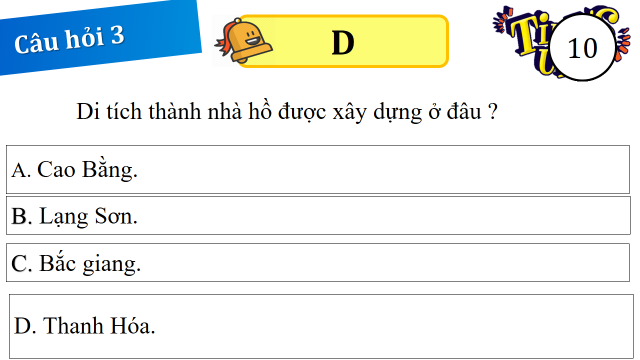 Câu hỏi 3
D
10
Di tích thành nhà hồ được xây dựng ở đâu ?
A. Cao Bằng.
B. Lạng Sơn.
C. Bắc giang.
D. Thanh Hóa.